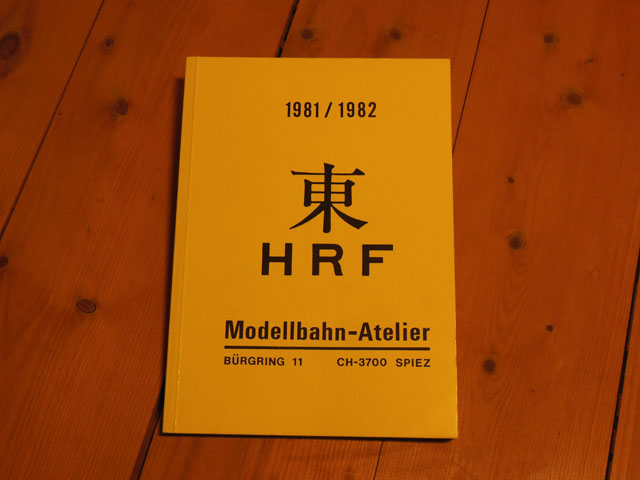 1981/1982
東
HRF
Modellbahn-Atelier
BÜRGRING 11 CH-3700 SPIEZ